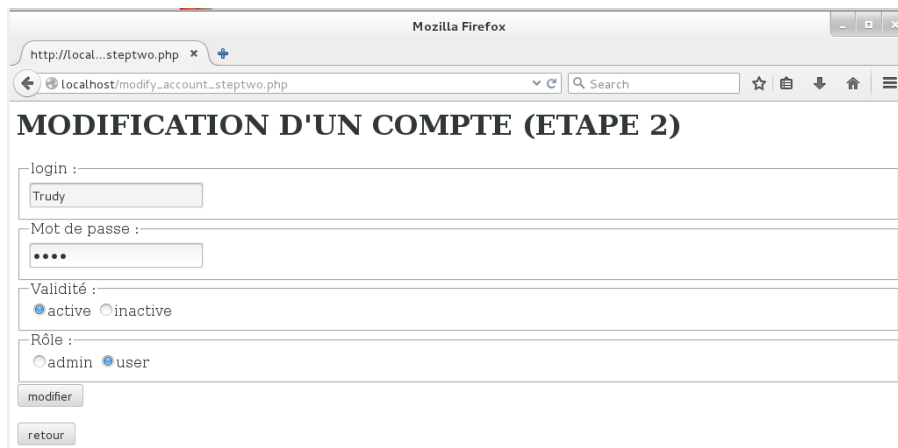 Mozilla Firefox
http://local...steptwo.php
localhost/modify_account_steptwo.php
Search
MODIFICATION D'UN COMPTE (ETAPE 2)
login :
Trudy
Mot de passe :
••••
Validité :
active inactive
Rôle :
admin user
modifier
retour